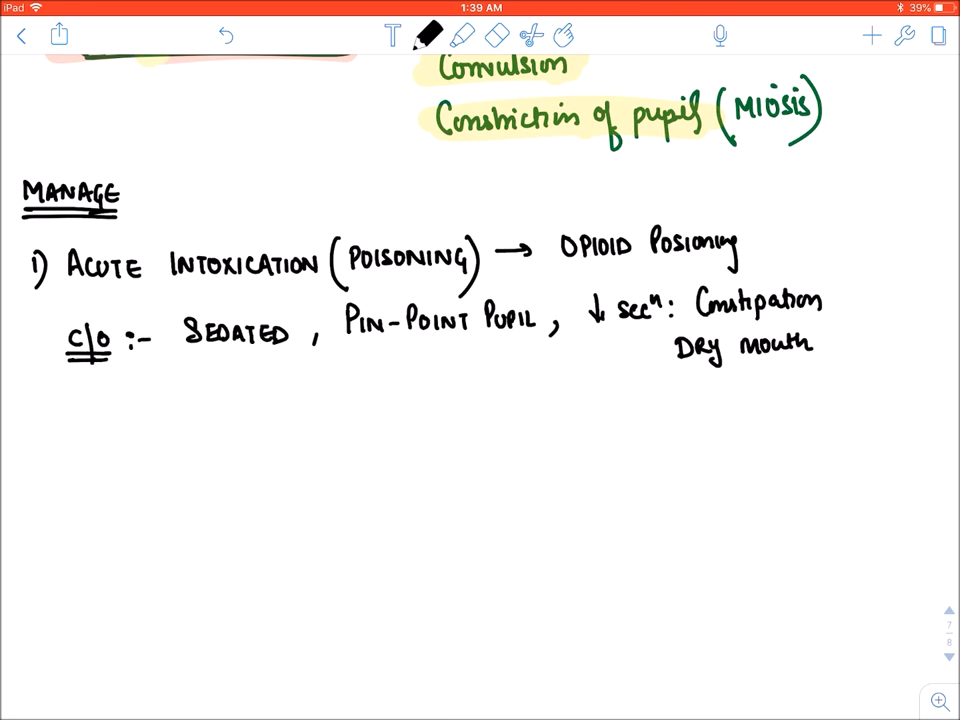 iPad 1:39 AM 39%
T
Convulsion
Constriction of pupil (MIOSIS)
MANAGE
1) ACUTE INTOXICATION (POISONING) → OPIOID POSIONING
C/O :- SEDATED, PIN-POINT PUPIL, ↓ secⁿ: Constipation
DRY MOUTH
7
8